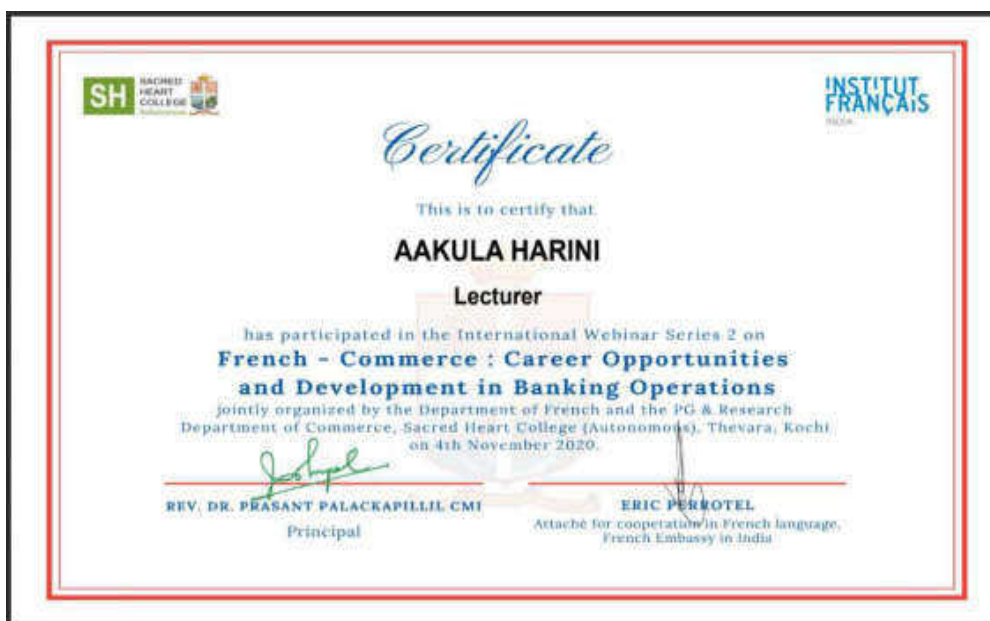 SH SACRED
HEART
COLLEGE
INSTITUT
FRANÇAIS
INDIA
Certificate
This is to certify that
AAKULA HARINI
Lecturer
has participated in the International Webinar Series 2 on
French - Commerce : Career Opportunities
and Development in Banking Operations
jointly organized by the Department of French and the PG & Research
Department of Commerce, Sacred Heart College (Autonomous), Thevara, Kochi
on 4th November 2020.
REV. DR. PRASANT PALACKAPILLIL CMI
Principal
ERIC PERROTEL
Attaché for cooperation in French language,
French Embassy in India